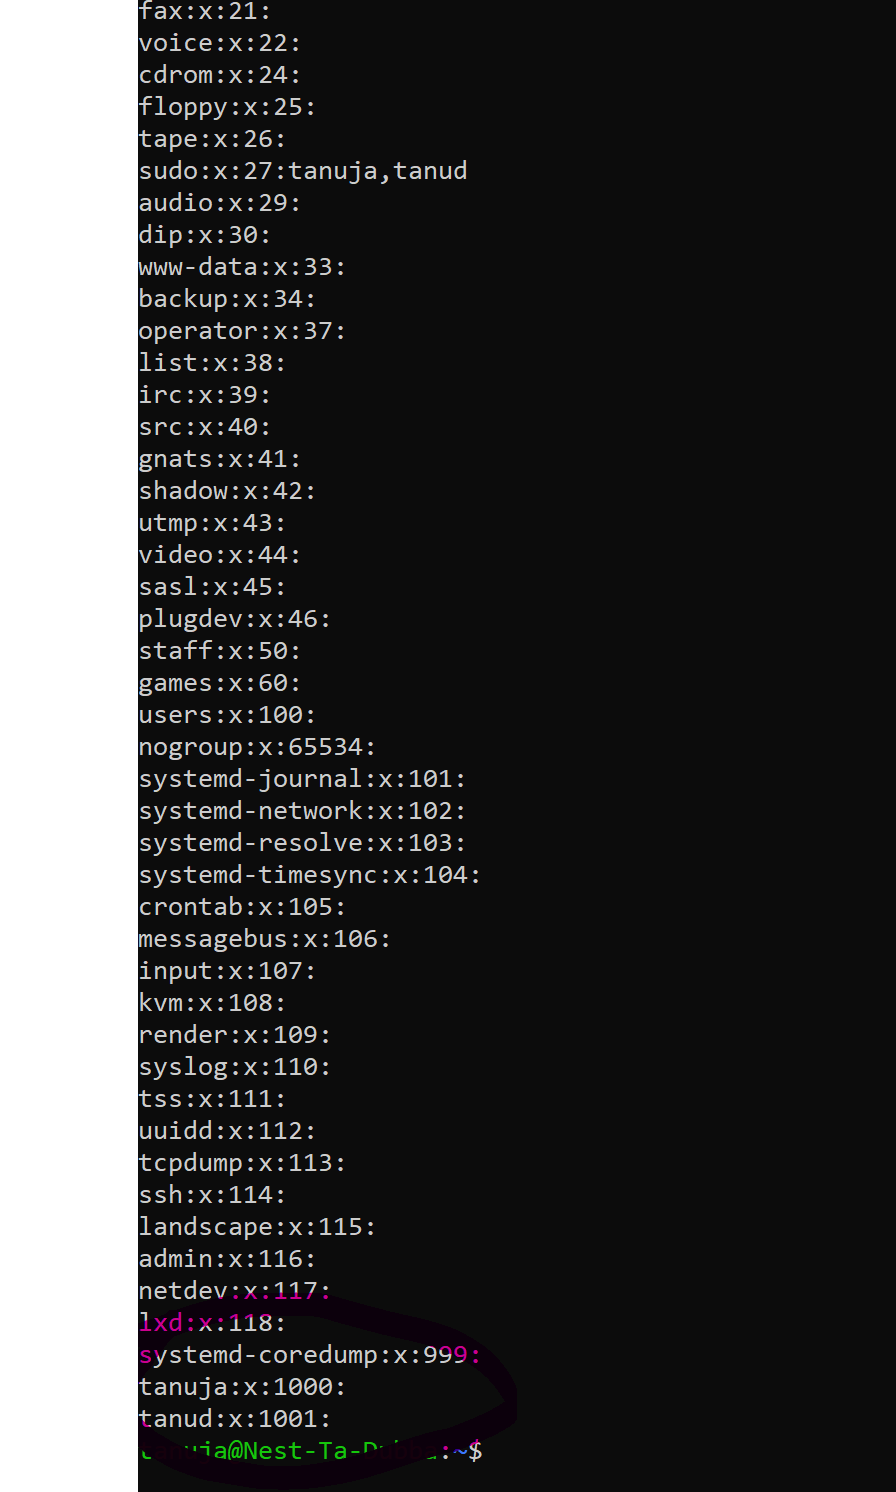 fax:x:21:
voice:x:22:
cdrom:x:24:
floppy:x:25:
tape:x:26:
sudo:x:27:tanuja,tanud
audio:x:29:
dip:x:30:
www-data:x:33:
backup:x:34:
operator:x:37:
list:x:38:
irc:x:39:
src:x:40:
gnats:x:41:
shadow:x:42:
utmp:x:43:
video:x:44:
sasl:x:45:
plugdev:x:46:
staff:x:50:
games:x:60:
users:x:100:
nogroup:x:65534:
systemd-journal:x:101:
systemd-network:x:102:
systemd-resolve:x:103:
systemd-timesync:x:104:
crontab:x:105:
messagebus:x:106:
input:x:107:
kvm:x:108:
render:x:109:
syslog:x:110:
tss:x:111:
uuidd:x:112:
tcpdump:x:113:
ssh:x:114:
landscape:x:115:
admin:x:116:
netdev:x:117:
lxd:x:118:
systemd-coredump:x:999:
tanuja:x:1000:
tanud:x:1001:
tanuja@Nest-Ta-D :~$